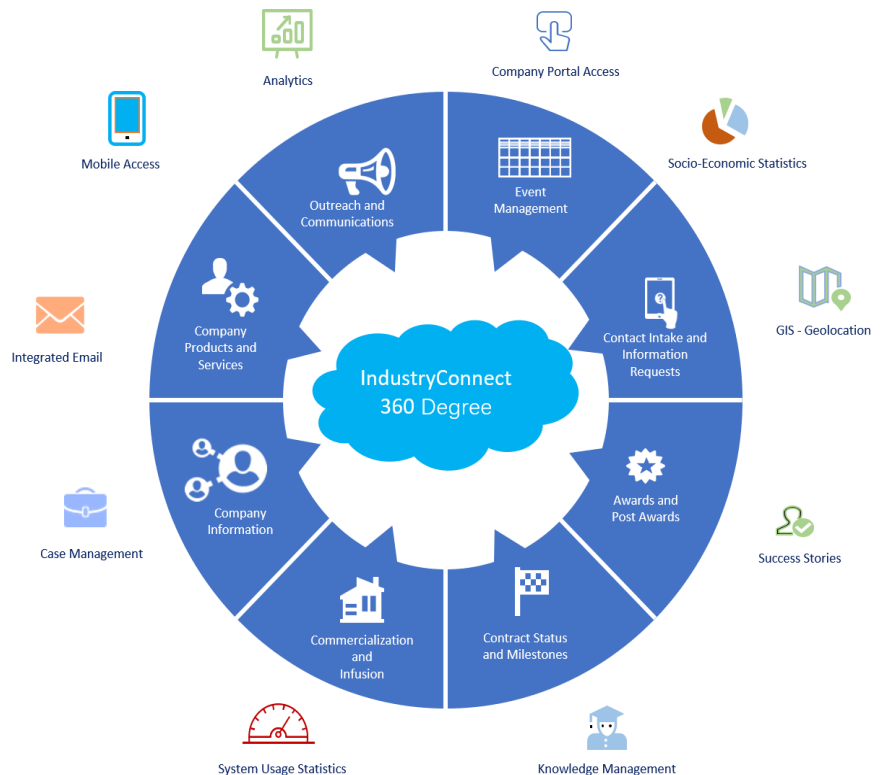 Analytics
Company Portal Access
Mobile Access
Socio-Economic Statistics
Outreach and
Communications
Event
Management
Company
Products and
Services
Contact Intake and
Information
Requests
Integrated Email
GIS - Geolocation
IndustryConnect
360 Degree
Company
Information
Awards and
Post Awards
Case Management
Success Stories
Commercialization
and
Infusion
Contract Status
and Milestones
System Usage Statistics
Knowledge Management